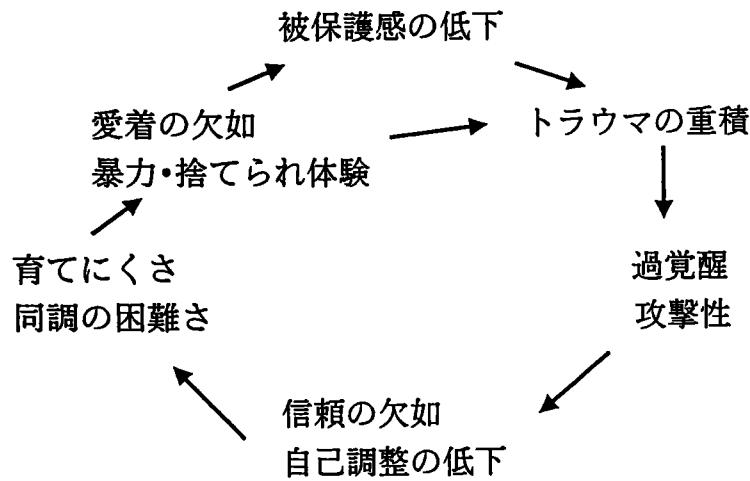 被保護感の低下
愛着の欠如
暴力・捨てられ体験
トラウマの重積
育てにくさ
同調の困難さ
過覚醒
攻撃性
信頼の欠如
自己調整の低下